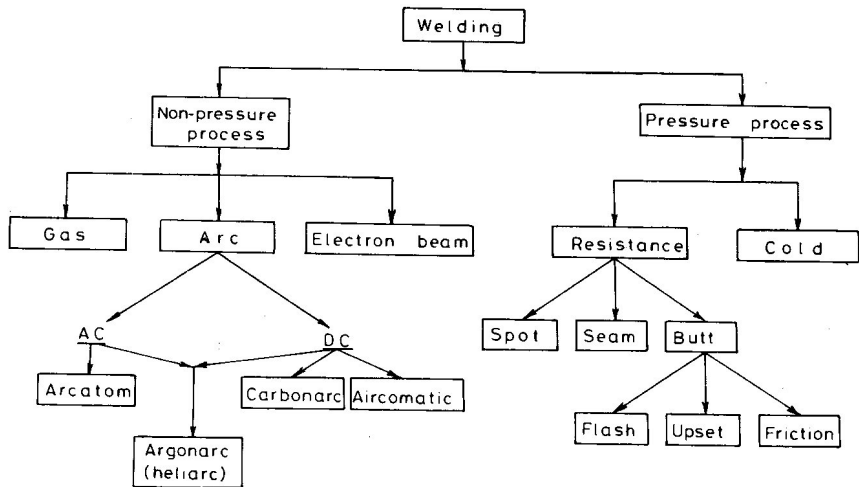 Welding
Non-pressure
process
Pressure process
Gas
Arc
Electron beam
Resistance
Cold
AC
DC
Spot
Seam
Butt
Arcatom
Carbonarc
Aircomatic
Argonarc
(heliarc)
Flash
Upset
Friction